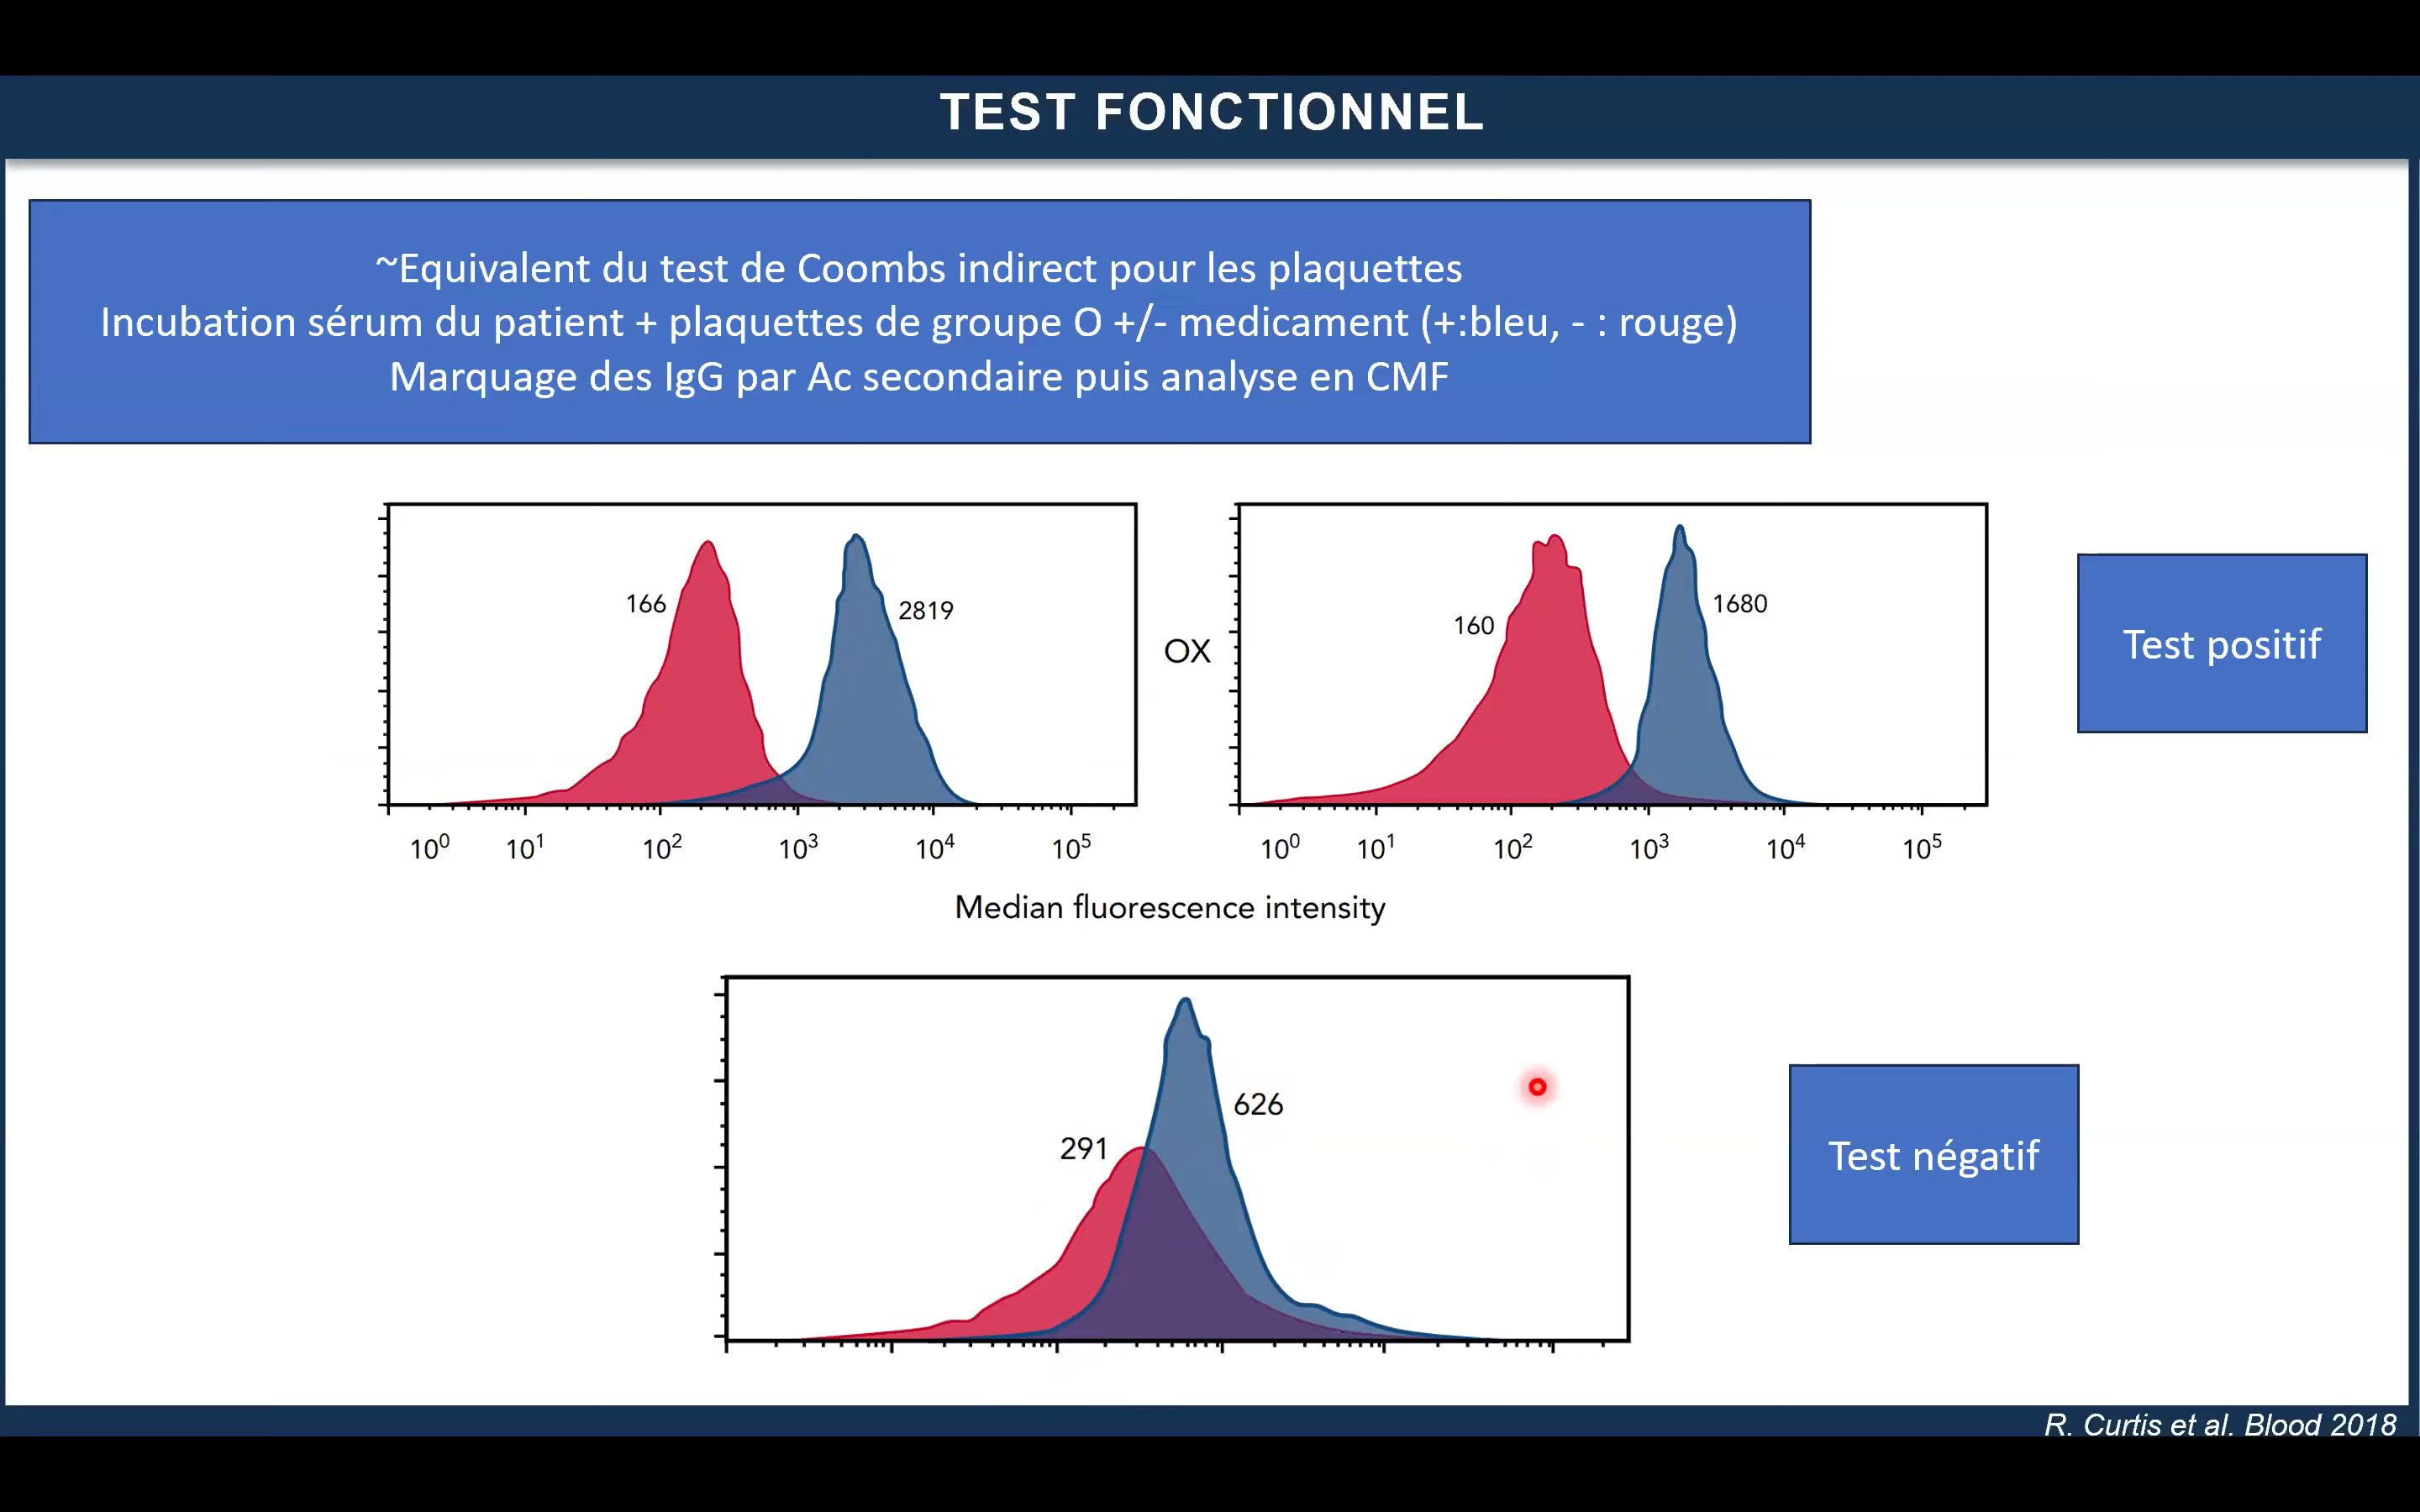 TEST FONCTIONNEL
~Equivalent du test de Coombs indirect pour les plaquettes
Incubation sérum du patient + plaquettes de groupe O +/- medicament (+:bleu, - : rouge)
Marquage des IgG par Ac secondaire puis analyse en CMF
166
2819
OX
160
1680
Test positif
10⁰ 10¹ 10² 10³ 10⁴ 10⁵
10⁰ 10¹ 10² 10³ 10⁴ 10⁵
Median fluorescence intensity
291
626
Test négatif
R. Curtis et al. Blood 2018